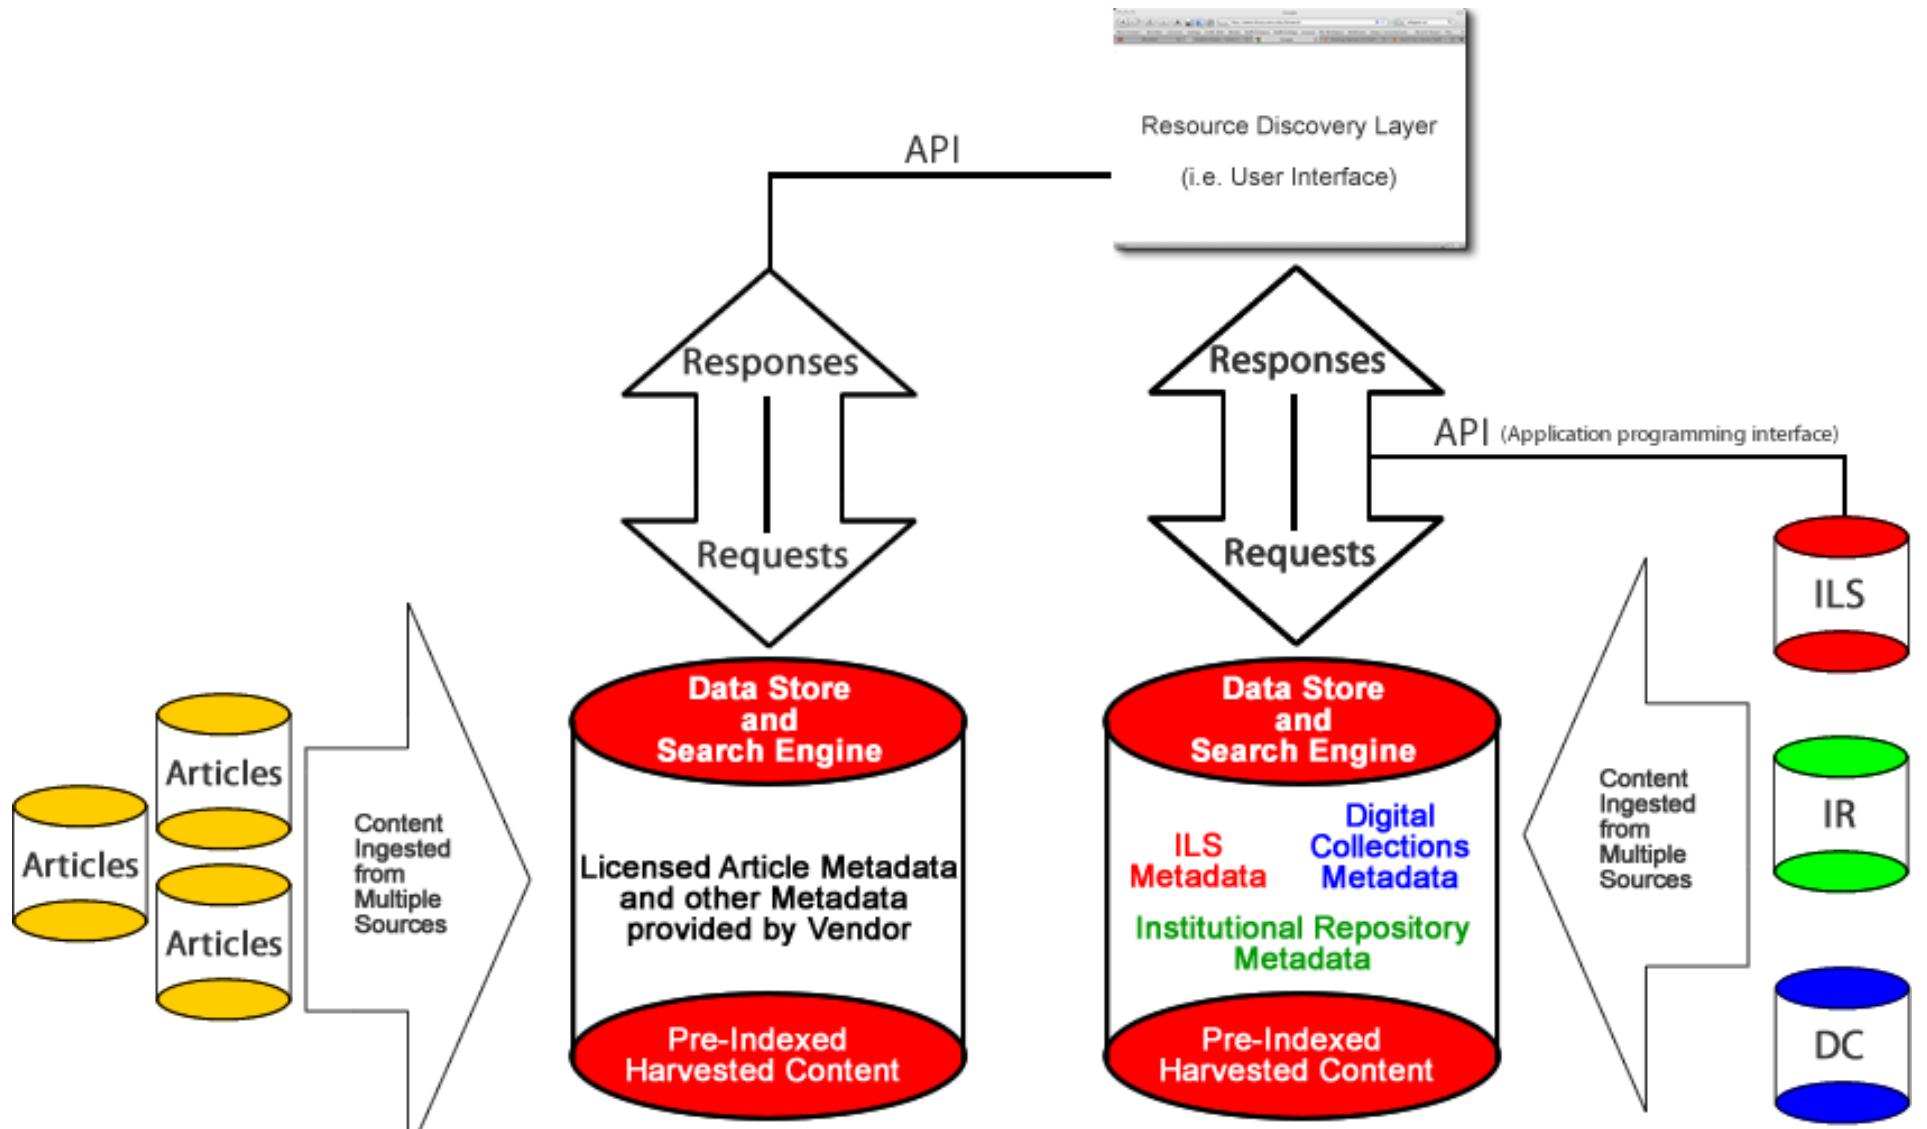 Resource Discovery Layer
(i.e. User Interface)
API
Responses
Requests
Responses
Requests
API (Application programming interface)
Articles
Articles
Articles
Content
Ingested
from
Multiple
Sources
Data Store
and
Search Engine
Licensed Article Metadata
and other Metadata
provided by Vendor
Pre-Indexed
Harvested Content
Data Store
and
Search Engine
ILS
Metadata
Digital
Collections
Metadata
Institutional Repository
Metadata
Pre-Indexed
Harvested Content
Content
Ingested
from
Multiple
Sources
ILS
IR
DC